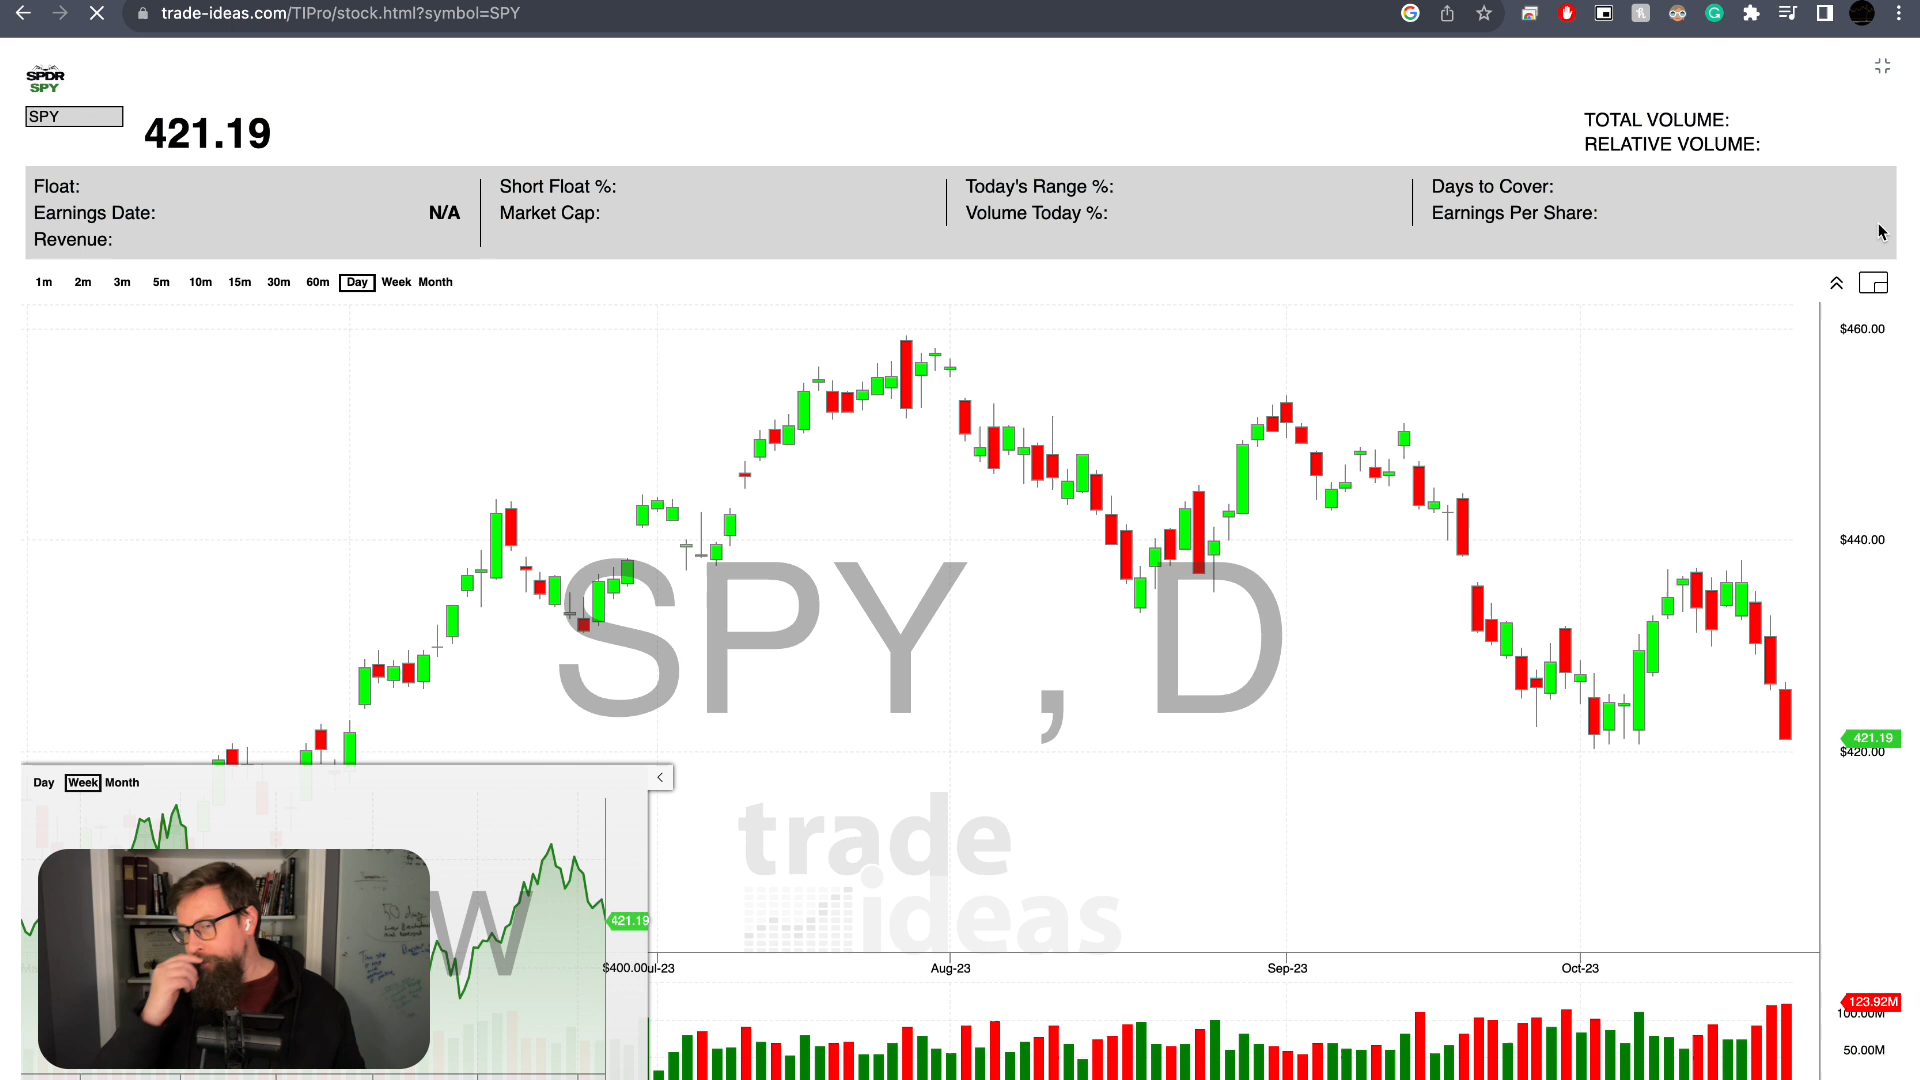 trade-ideas.com/TIPro/stock.html?symbol=SPY
SPDR
SPY
SPY
421.19
TOTAL VOLUME:
RELATIVE VOLUME:
Float:
Earnings Date: N/A
Revenue:
Short Float %:
Market Cap:
Today's Range %:
Volume Today %:
Days to Cover:
Earnings Per Share:
1m 2m 3m 5m 10m 15m 30m 60m Day Week Month
$460.00
$440.00
421.19
$420.00
SPY , D
trade
ideas
Day Week Month
W
421.19
$400.00
ul-23 Aug-23 Sep-23 Oct-23
123.92M
100.00M
50.00M